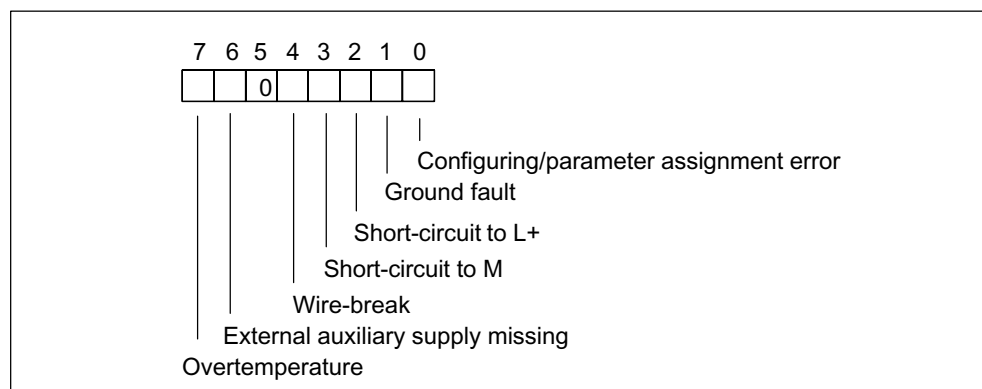 7 6 5 4 3 2 1 0
0
Configuring/parameter assignment error
Ground fault
Short-circuit to L+
Short-circuit to M
Wire-break
External auxiliary supply missing
Overtemperature